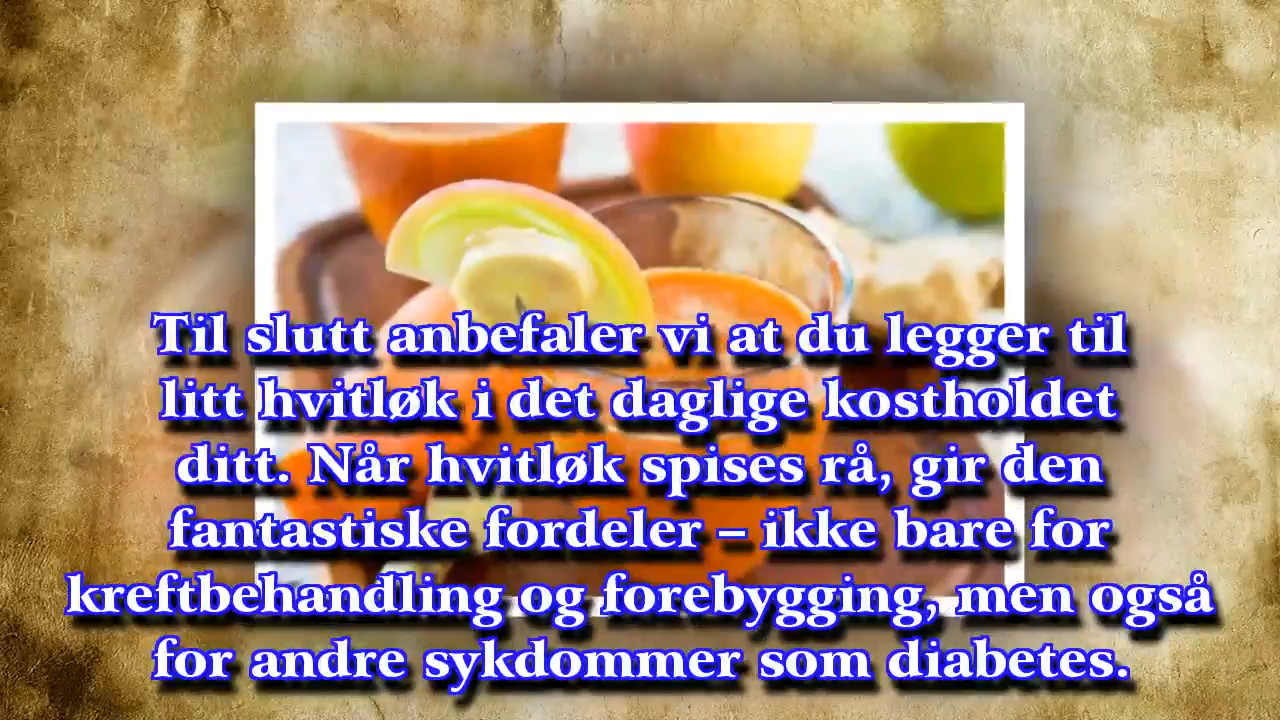 Til slutt anbefaler vi at du legger til
litt hvitløk i det daglige kostholdet
ditt. Når hvitløk spises rå, gir den
fantastiske fordeler – ikke bare for
kreftbehandling og forebygging, men også
for andre sykdommer som diabetes.